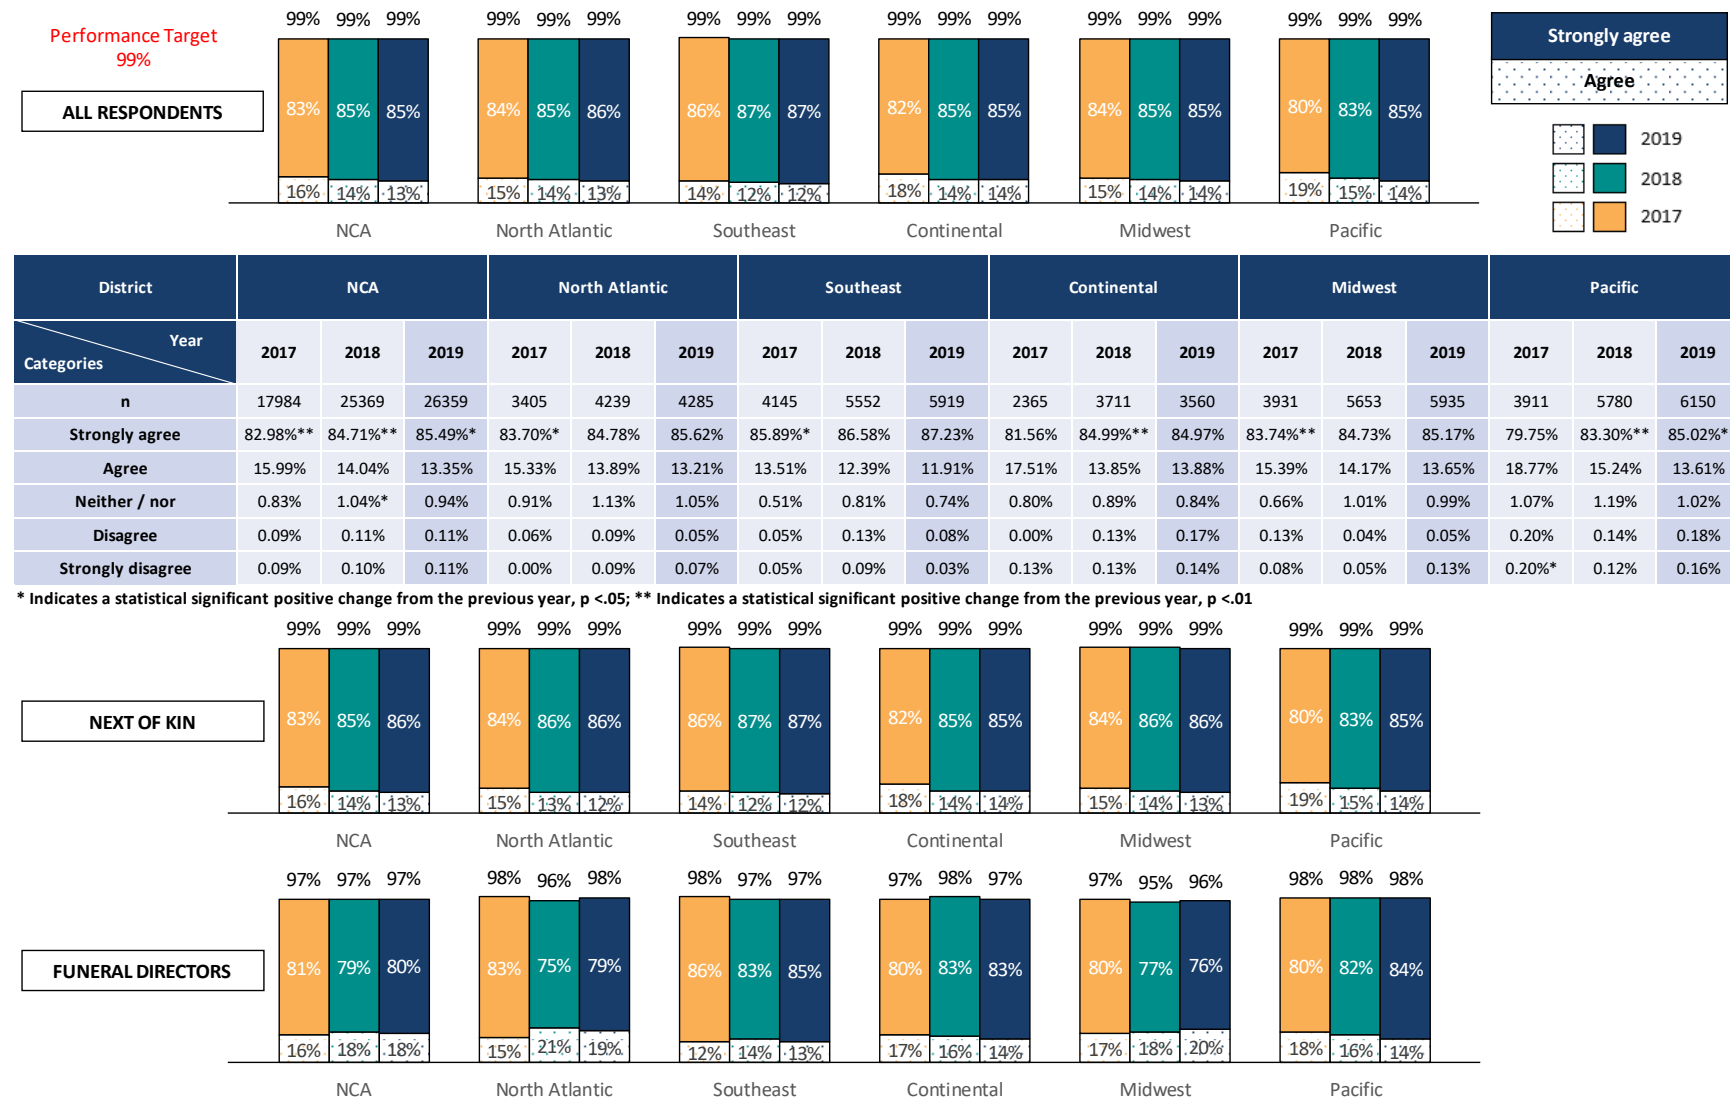 Performance Target
99%
99% 99% 99% 99% 99% 99% 99% 99% 99% 99% 99% 99% 99% 99% 99% 99% 99% 99%
Strongly agree
Agree
ALL RESPONDENTS
83% 85% 85% 84% 85% 86% 86% 87% 87% 82% 85% 85% 84% 85% 85% 80% 83% 85%
16% 14% 13% 15% 14% 13% 14% 12% 12% 18% 14% 14% 15% 14% 14% 19% 15% 14%
NCA North Atlantic Southeast Continental Midwest Pacific
2019
2018
2017
District NCA North Atlantic Southeast Continental Midwest Pacific
Year
Categories
2017 2018 2019 2017 2018 2019 2017 2018 2019 2017 2018 2019 2017 2018 2019 2017 2018 2019
n 17984 25369 26359 3405 4239 4285 4145 5552 5919 2365 3711 3560 3931 5653 5935 3911 5780 6150
Strongly agree 82.98%** 84.71%** 85.49%* 83.70%* 84.78% 85.62% 85.89%* 86.58% 87.23% 81.56% 84.99%** 84.97% 83.74%** 84.73% 85.17% 79.75% 83.30%** 85.02%*
Agree 15.99% 14.04% 13.35% 15.33% 13.89% 13.21% 13.51% 12.39% 11.91% 17.51% 13.85% 13.88% 15.39% 14.17% 13.65% 18.77% 15.24% 13.61%
Neither / nor 0.83% 1.04%* 0.94% 0.91% 1.13% 1.05% 0.51% 0.81% 0.74% 0.80% 0.89% 0.84% 0.66% 1.01% 0.99% 1.07% 1.19% 1.02%
Disagree 0.09% 0.11% 0.11% 0.06% 0.09% 0.05% 0.05% 0.13% 0.08% 0.00% 0.13% 0.17% 0.13% 0.04% 0.05% 0.20% 0.14% 0.18%
Strongly disagree 0.09% 0.10% 0.11% 0.00% 0.09% 0.07% 0.05% 0.09% 0.03% 0.13% 0.13% 0.14% 0.08% 0.05% 0.13% 0.20%* 0.12% 0.16%
* Indicates a statistical significant positive change from the previous year, p <.05; ** Indicates a statistical significant positive change from the previous year, p <.01
99% 99% 99% 99% 99% 99% 99% 99% 99% 99% 99% 99% 99% 99% 99% 99% 99% 99%
NEXT OF KIN
83% 85% 86% 84% 86% 86% 86% 87% 87% 82% 85% 85% 84% 86% 86% 80% 83% 85%
16% 14% 13% 15% 13% 12% 14% 12% 12% 18% 14% 14% 15% 14% 13% 19% 15% 14%
NCA North Atlantic Southeast Continental Midwest Pacific
97% 97% 97% 98% 96% 98% 98% 97% 97% 97% 98% 97% 97% 95% 96% 98% 98% 98%
FUNERAL DIRECTORS
81% 79% 80% 83% 75% 79% 86% 83% 85% 80% 83% 83% 80% 77% 76% 80% 82% 84%
16% 18% 18% 15% 21% 19% 12% 14% 13% 17% 16% 14% 17% 18% 20% 18% 16% 14%
NCA North Atlantic Southeast Continental Midwest Pacific